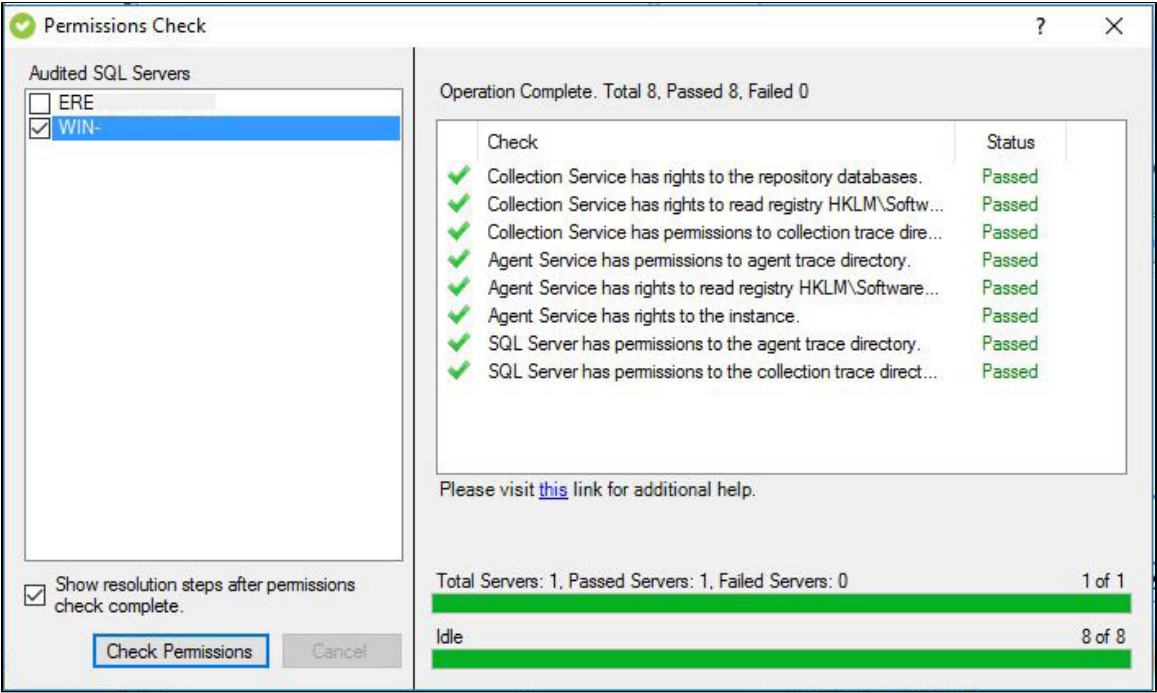 Permissions Check
?
Audited SQL Servers
ERE
WIN-
Show resolution steps after permissions
check complete.
Check Permissions
Cancel
Operation Complete. Total 8, Passed 8, Failed 0
Check Status
Collection Service has rights to the repository databases. Passed
Collection Service has rights to read registry HKLM\Softw... Passed
Collection Service has permissions to collection trace dire... Passed
Agent Service has permissions to agent trace directory. Passed
Agent Service has rights to read registry HKLM\Software... Passed
Agent Service has rights to the instance. Passed
SQL Server has permissions to the agent trace directory. Passed
SQL Server has permissions to the collection trace direct... Passed
Please visit this link for additional help.
Total Servers: 1, Passed Servers: 1, Failed Servers: 0 1 of 1
Idle 8 of 8